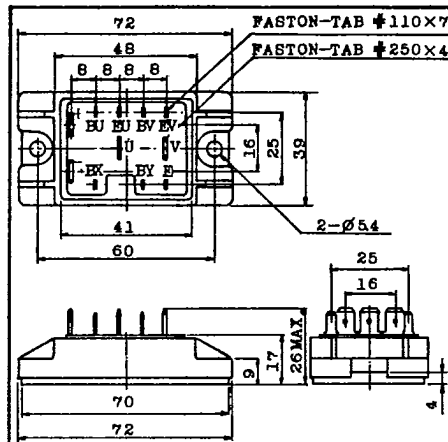 72
FASTON-TAB #110×7
48
FASTON-TAB #250×4
8 8 8 8
BU EU BV EV
U V
BX BY E
16
25
39
41
2-Ø5.4
60
25
16
9
17
26MAX
4
70
72